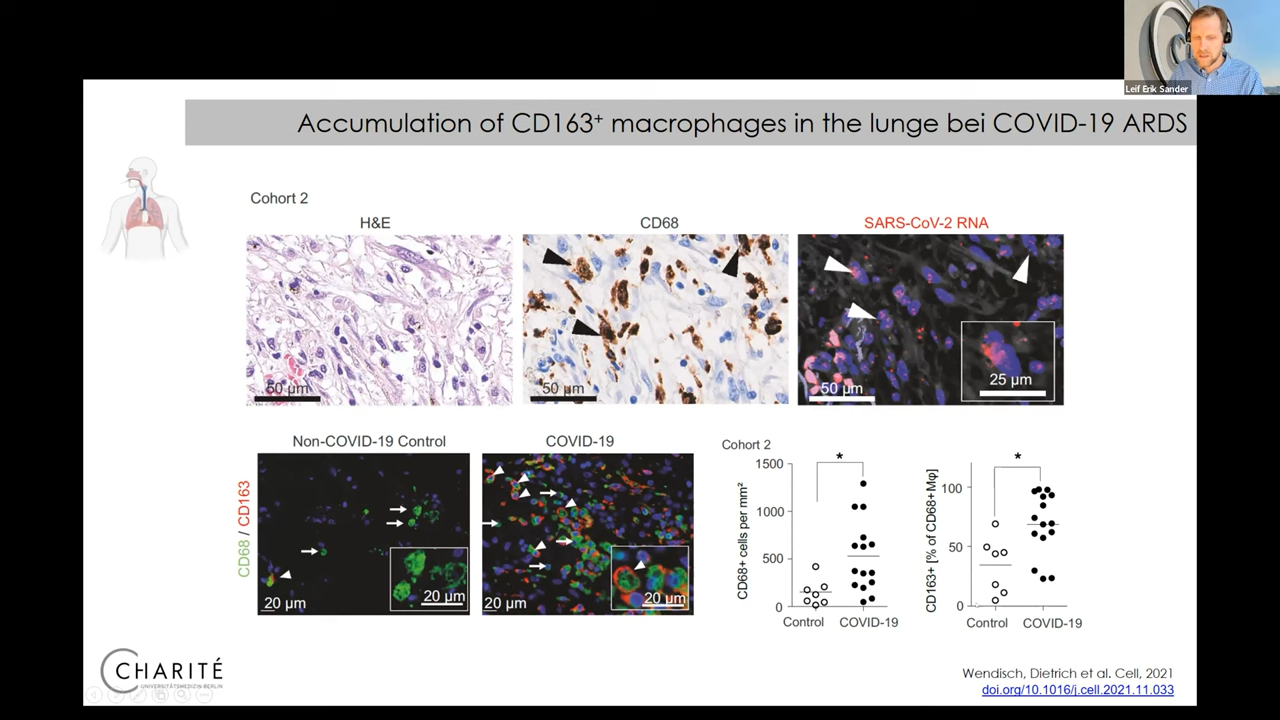 Leif Erik Sander
Accumulation of CD163+ macrophages in the lunge bei COVID-19 ARDS
Cohort 2
H&E
CD68
SARS-CoV-2 RNA
50 µm
50 µm
50 µm
25 µm
Non-COVID-19 Control
COVID-19
CD68 / CD163
20 µm
20 µm
20 µm
20 µm
Cohort 2
CD68+ cells per mm²
1500
1000
500
0
*
Control
COVID-19
CD163+ [% of CD68+Mφ]
100
50
0
*
Control
COVID-19
CHARITÉ
UNIVERSITÄTSMEDIZIN BERLIN
Wendisch, Dietrich et al. Cell, 2021
doi.org/10.1016/j.cell.2021.11.033